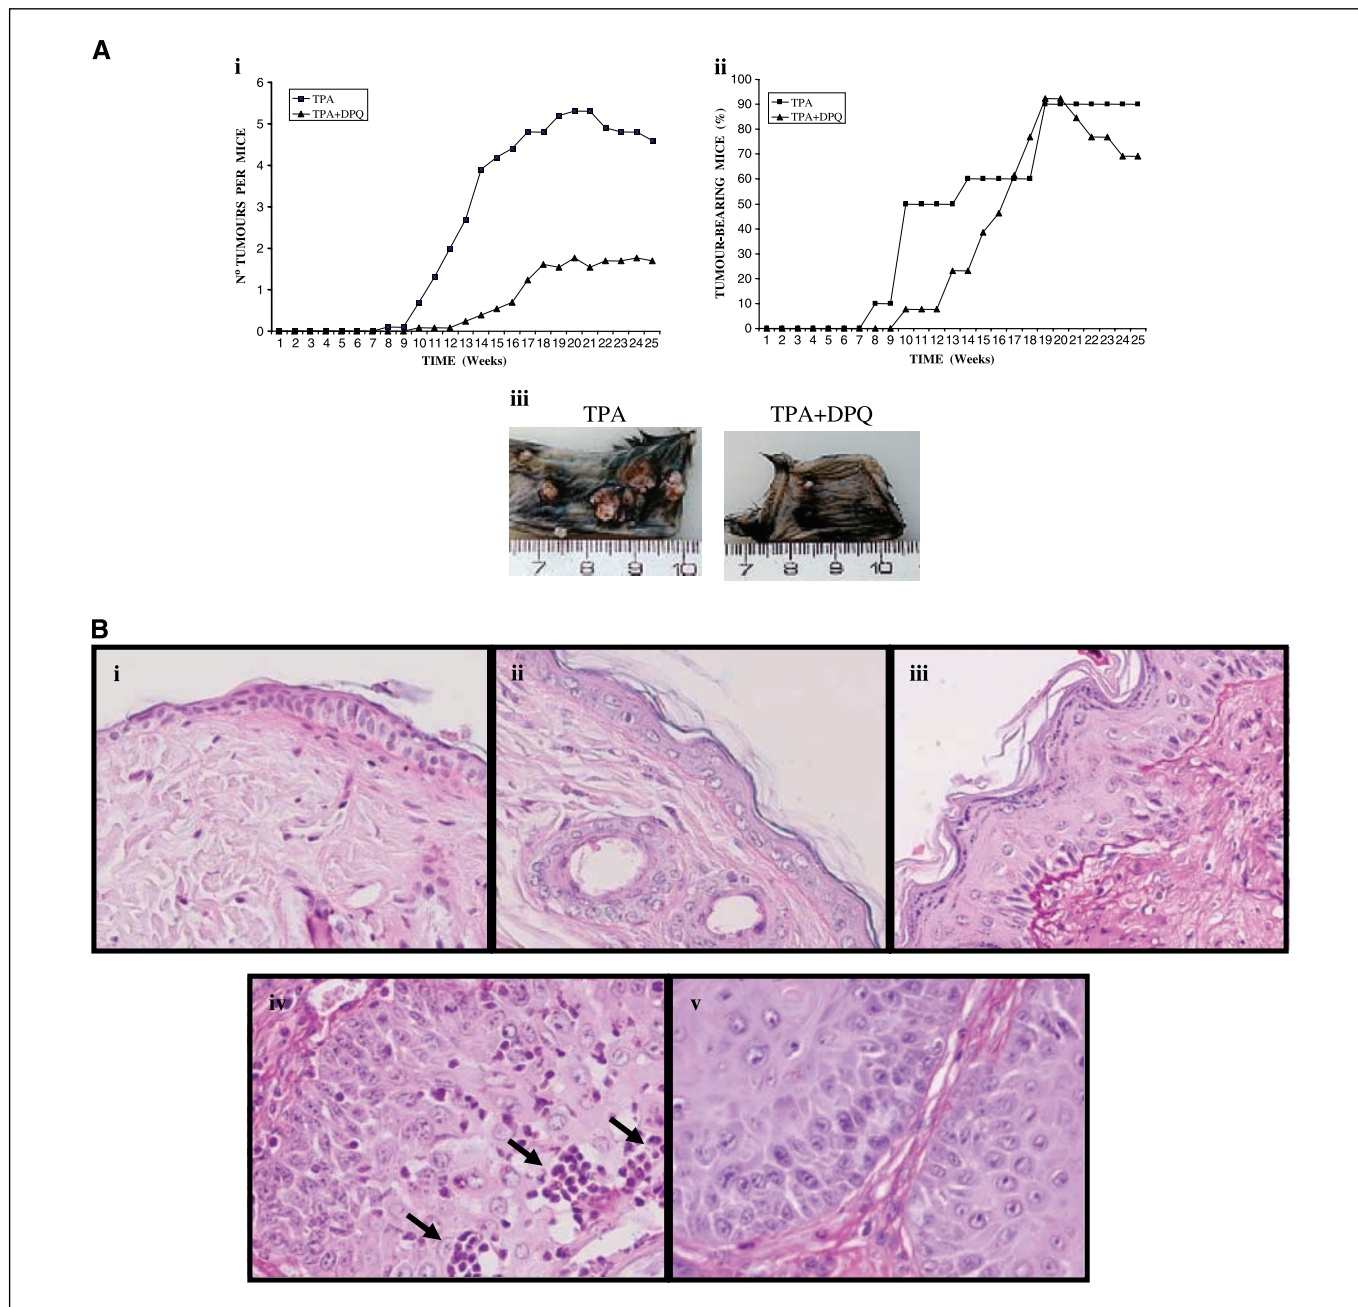 A
i
6
5
4
3
2
1
0
Nº TUMOURS PER MICE
TPA
TPA+DPQ
1 2 3 4 5 6 7 8 9 10 11 12 13 14 15 16 17 18 19 20 21 22 23 24 25
TIME (Weeks)
ii
100
90
80
70
60
50
40
30
20
10
0
TUMOUR-BEARING MICE (%)
TPA
TPA+DPQ
1 2 3 4 5 6 7 8 9 10 11 12 13 14 15 16 17 18 19 20 21 22 23 24 25
TIME (Weeks)
iii
TPA
TPA+DPQ
7 8 9 10
7 8 9 10
B
i
ii
iii
iv
v